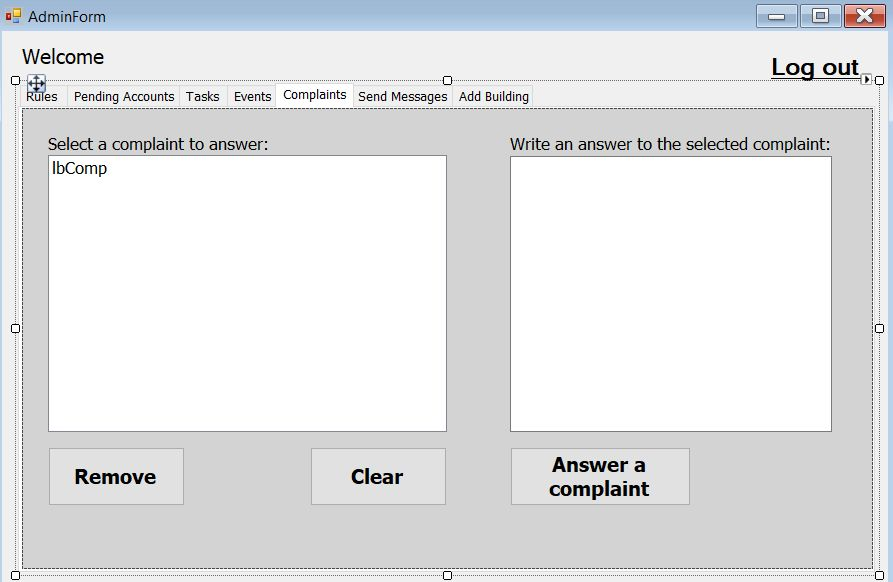 AdminForm
Welcome
Log out
Rules Pending Accounts Tasks Events Complaints Send Messages Add Building
Select a complaint to answer:
Write an answer to the selected complaint:
lbComp
Remove
Clear
Answer a
complaint